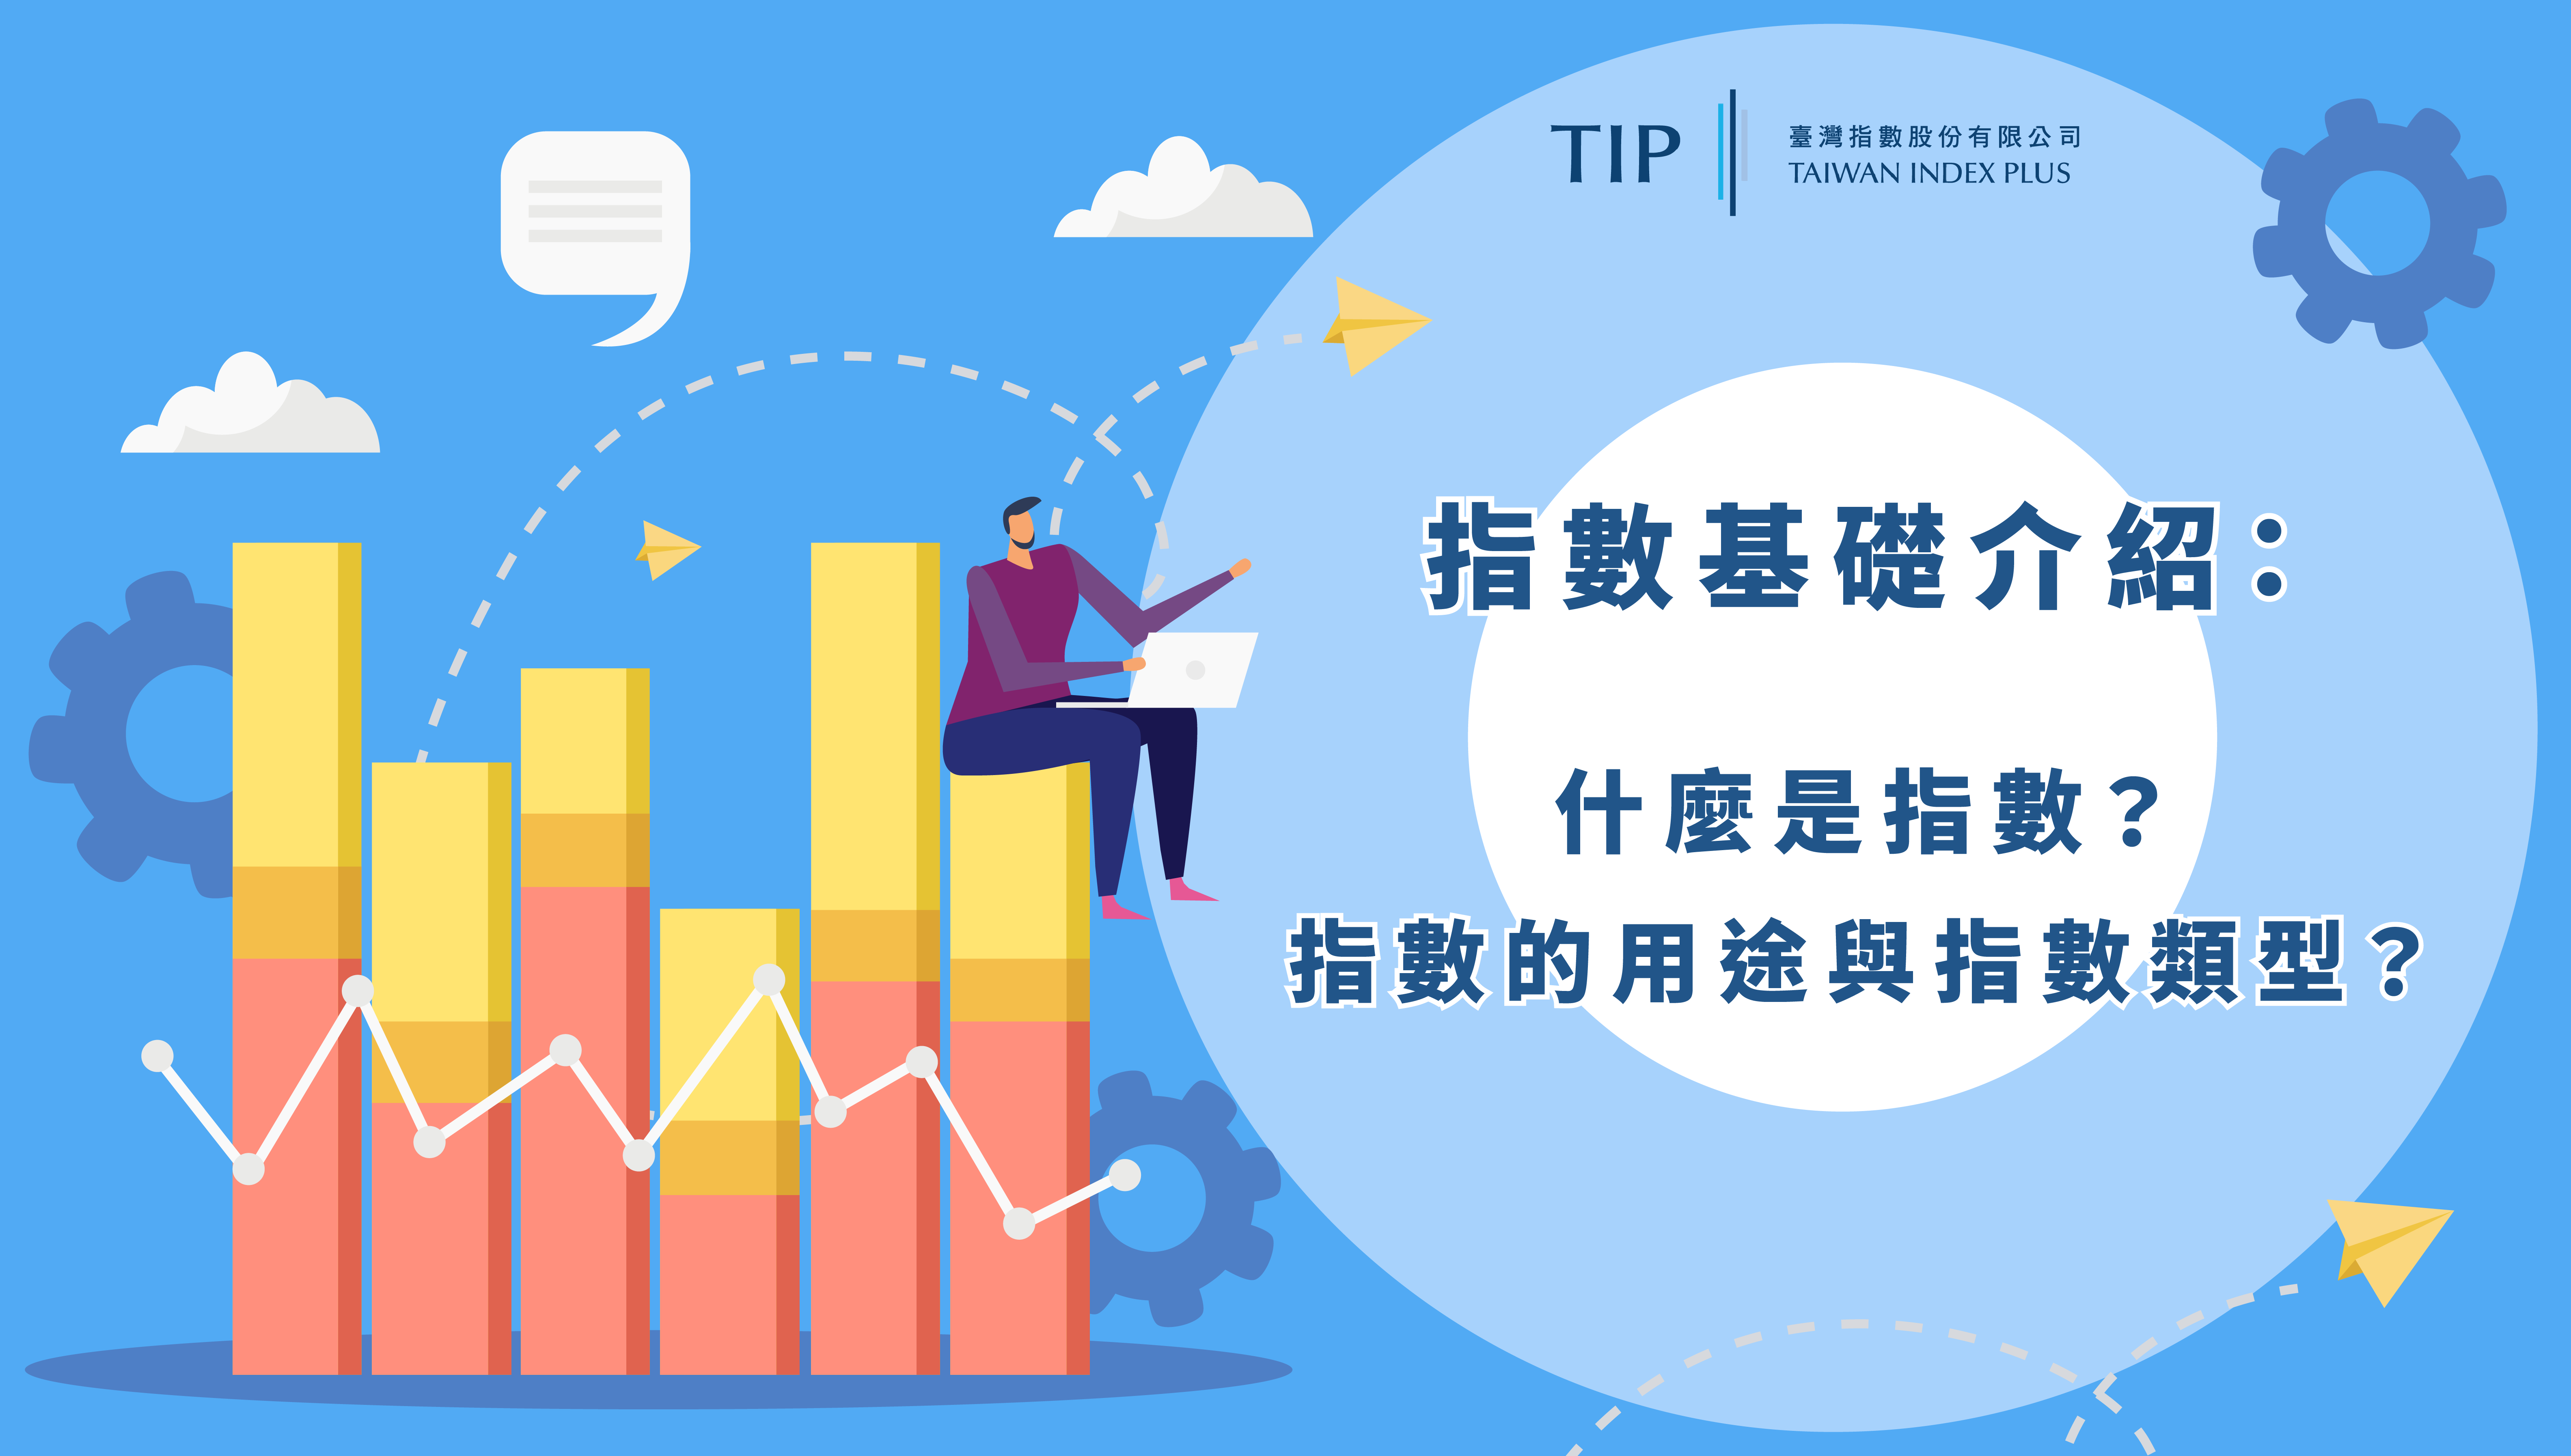 TIP
臺灣指數股份有限公司
TAIWAN INDEX PLUS
指數基礎介紹：
什麼是指數？
指數的用途與指數類型？